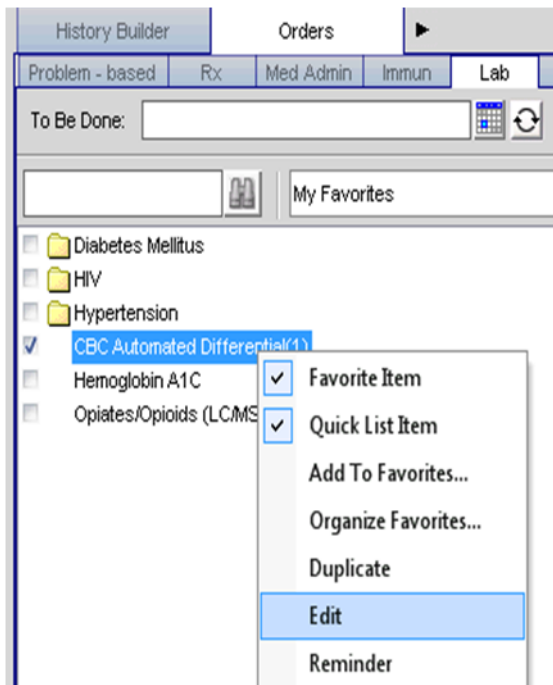 History Builder Orders
Problem - based Rx Med Admin Immun Lab
To Be Done:
My Favorites
Diabetes Mellitus
HIV
Hypertension
CBC Automated Differential(1)
Hemoglobin A1C
Opiates/Opioids (LC/MS
Favorite Item
Quick List Item
Add To Favorites...
Organize Favorites...
Duplicate
Edit
Reminder